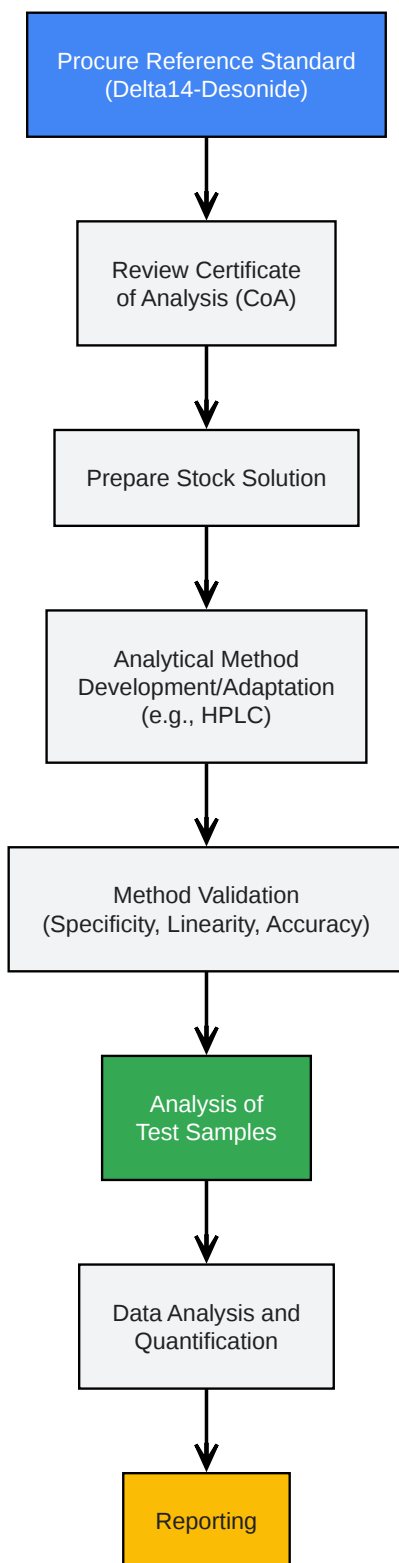 Procure Reference Standard
(Delta14-Desonide)
Review Certificate
of Analysis (CoA)
Prepare Stock Solution
Analytical Method
Development/Adaptation
(e.g., HPLC)
Method Validation
(Specificity, Linearity, Accuracy)
Analysis of
Test Samples
Data Analysis and
Quantification
Reporting